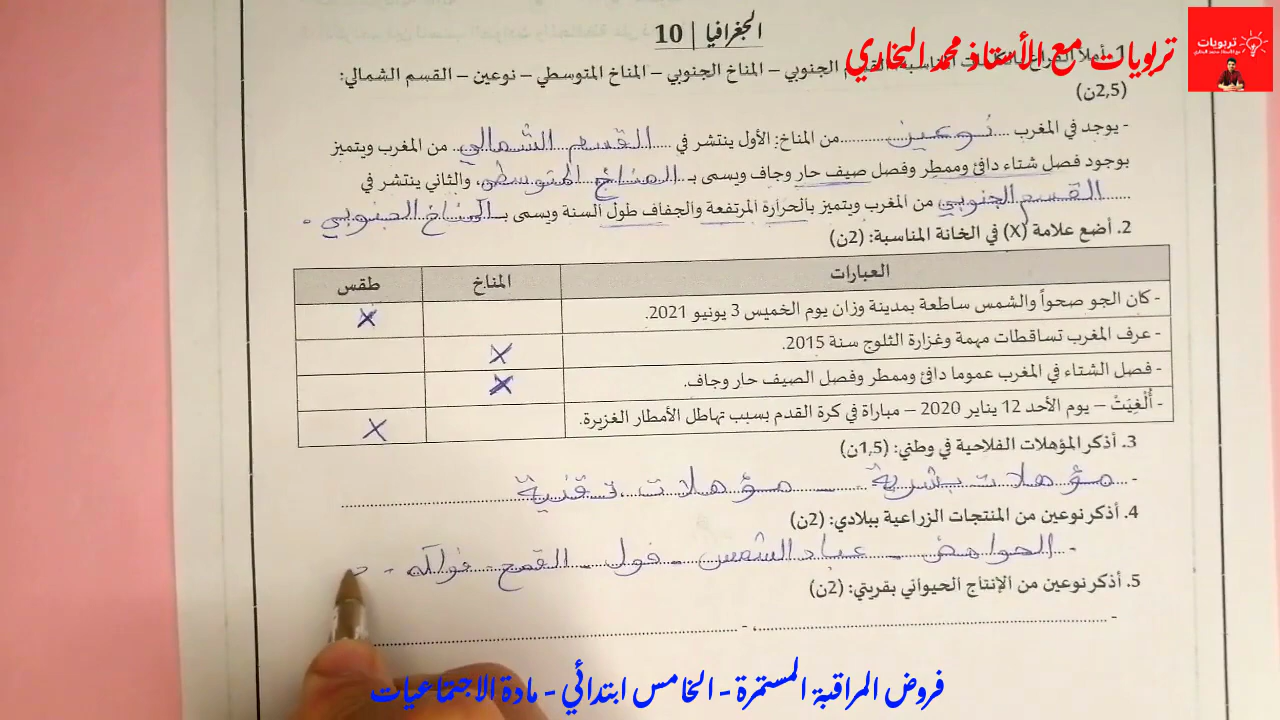 الجغرافيا | 10
تربويات مع الأستاذ محمد البخاري
تربويات
1. أملأ الفراغ بالكلمات المناسبة: القسم الجنوبي – المناخ الجنوبي – المناخ المتوسطي – نوعين – القسم الشمالي:
(2,5ن)
- يوجد في المغرب نوعين من المناخ: الأول ينتشر في القسم الشمالي من المغرب ويتميز
بوجود فصل شتاء دافئ وممطر وفصل صيف حار وجاف ويسمى بـ المناخ المتوسطي، والثاني ينتشر في
القسم الجنوبي من المغرب ويتميز بالحرارة المرتفعة والجفاف طول السنة ويسمى بـ المناخ الجنوبي.
2. أضع علامة (X) في الخانة المناسبة: (2ن)
العبارات المناخ طقس
- كان الجو صحواً والشمس ساطعة بمدينة وزان يوم الخميس 3 يونيو 2021. X
- عرف المغرب تساقطات مهمة وغزارة الثلوج سنة 2015. X
- فصل الشتاء في المغرب عموما دافئ وممطر وفصل الصيف حار وجاف. X
- أُلْغِيَتْ – يوم الأحد 12 يناير 2020 – مباراة في كرة القدم بسبب تهاطل الأمطار الغزيرة. X
3. أذكر المؤهلات الفلاحية في وطني: (1,5ن)
- مؤهلات بشرية - مؤهلات تقنية
4. أذكر نوعين من المنتجات الزراعية ببلادي: (2ن)
- الحوامض - عباد الشمس - فول - القمح - فواكه -
5. أذكر نوعين من الإنتاج الحيواني بقريتي: (2ن)
- ، -
فروض المراقبة المستمرة - الخامس ابتدائي - مادة الاجتماعيات